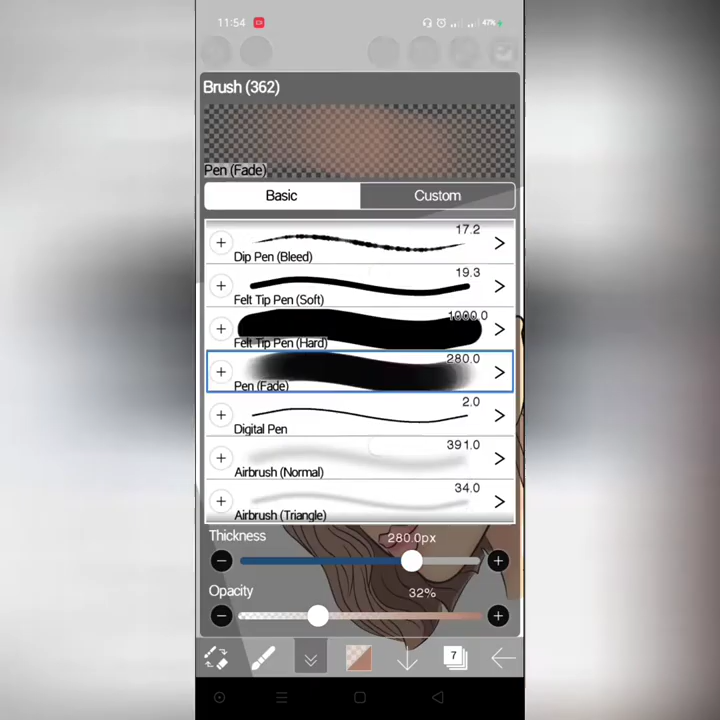 11:54
47%
Brush (362)
Pen (Fade)
Basic
Custom
17.2
Dip Pen (Bleed)
19.3
Felt Tip Pen (Soft)
1000.0
Felt Tip Pen (Hard)
280.0
Pen (Fade)
2.0
Digital Pen
391.0
Airbrush (Normal)
34.0
Airbrush (Triangle)
Thickness
280.0px
Opacity
32%
7